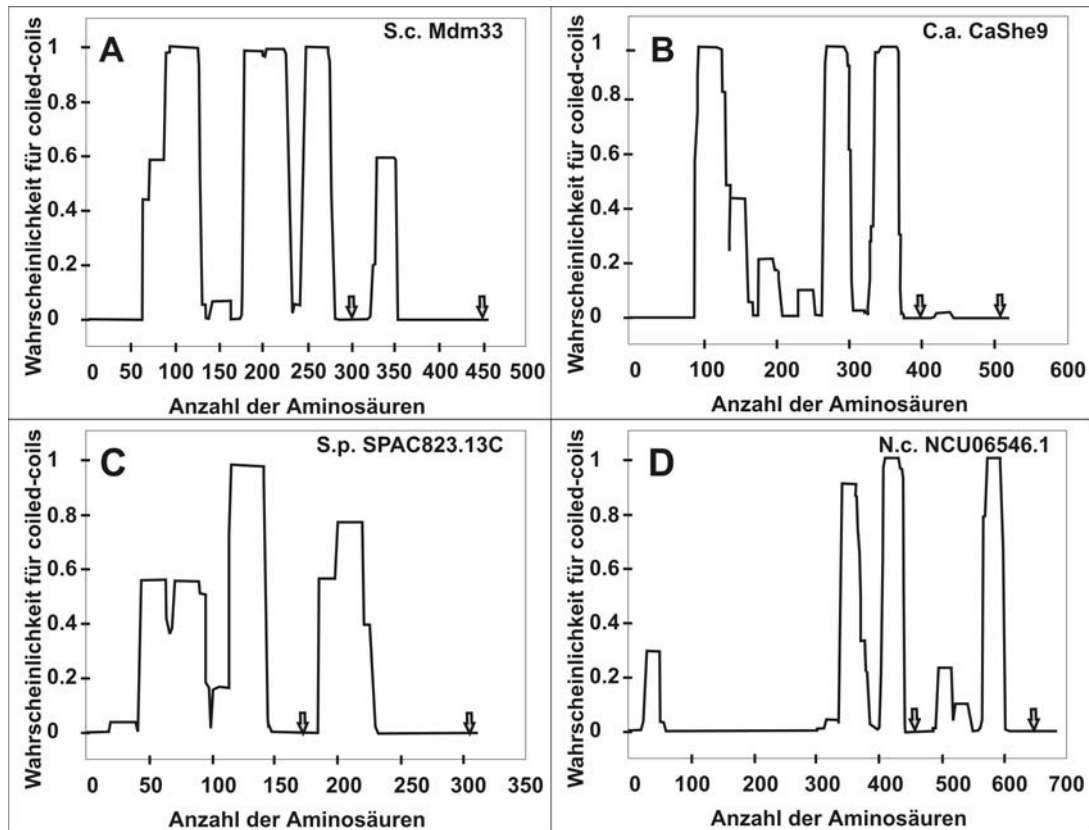 A
S.c. Mdm33
Wahrscheinlichkeit für coiled-coils
1
0.8
0.6
0.4
0.2
0
0 50 100 150 200 250 300 350 400 450 500
Anzahl der Aminosäuren
B
C.a. CaShe9
Wahrscheinlichkeit für coiled-coils
1
0.8
0.6
0.4
0.2
0
0 100 200 300 400 500 600
Anzahl der Aminosäuren
C
S.p. SPAC823.13C
Wahrscheinlichkeit für coiled-coils
1
0.8
0.6
0.4
0.2
0
0 50 100 150 200 250 300 350
Anzahl der Aminosäuren
D
N.c. NCU06546.1
Wahrscheinlichkeit für coiled-coils
1
0.8
0.6
0.4
0.2
0
0 100 200 300 400 500 600 700
Anzahl der Aminosäuren